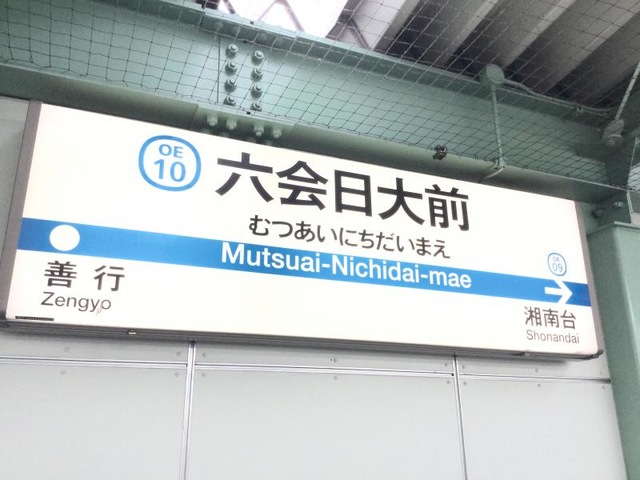 OE
10
六会日大前
むつあいにちだいまえ
Mutsuai-Nichidai-mae
善行
Zengyo
OE
09
湘南台
Shonandai